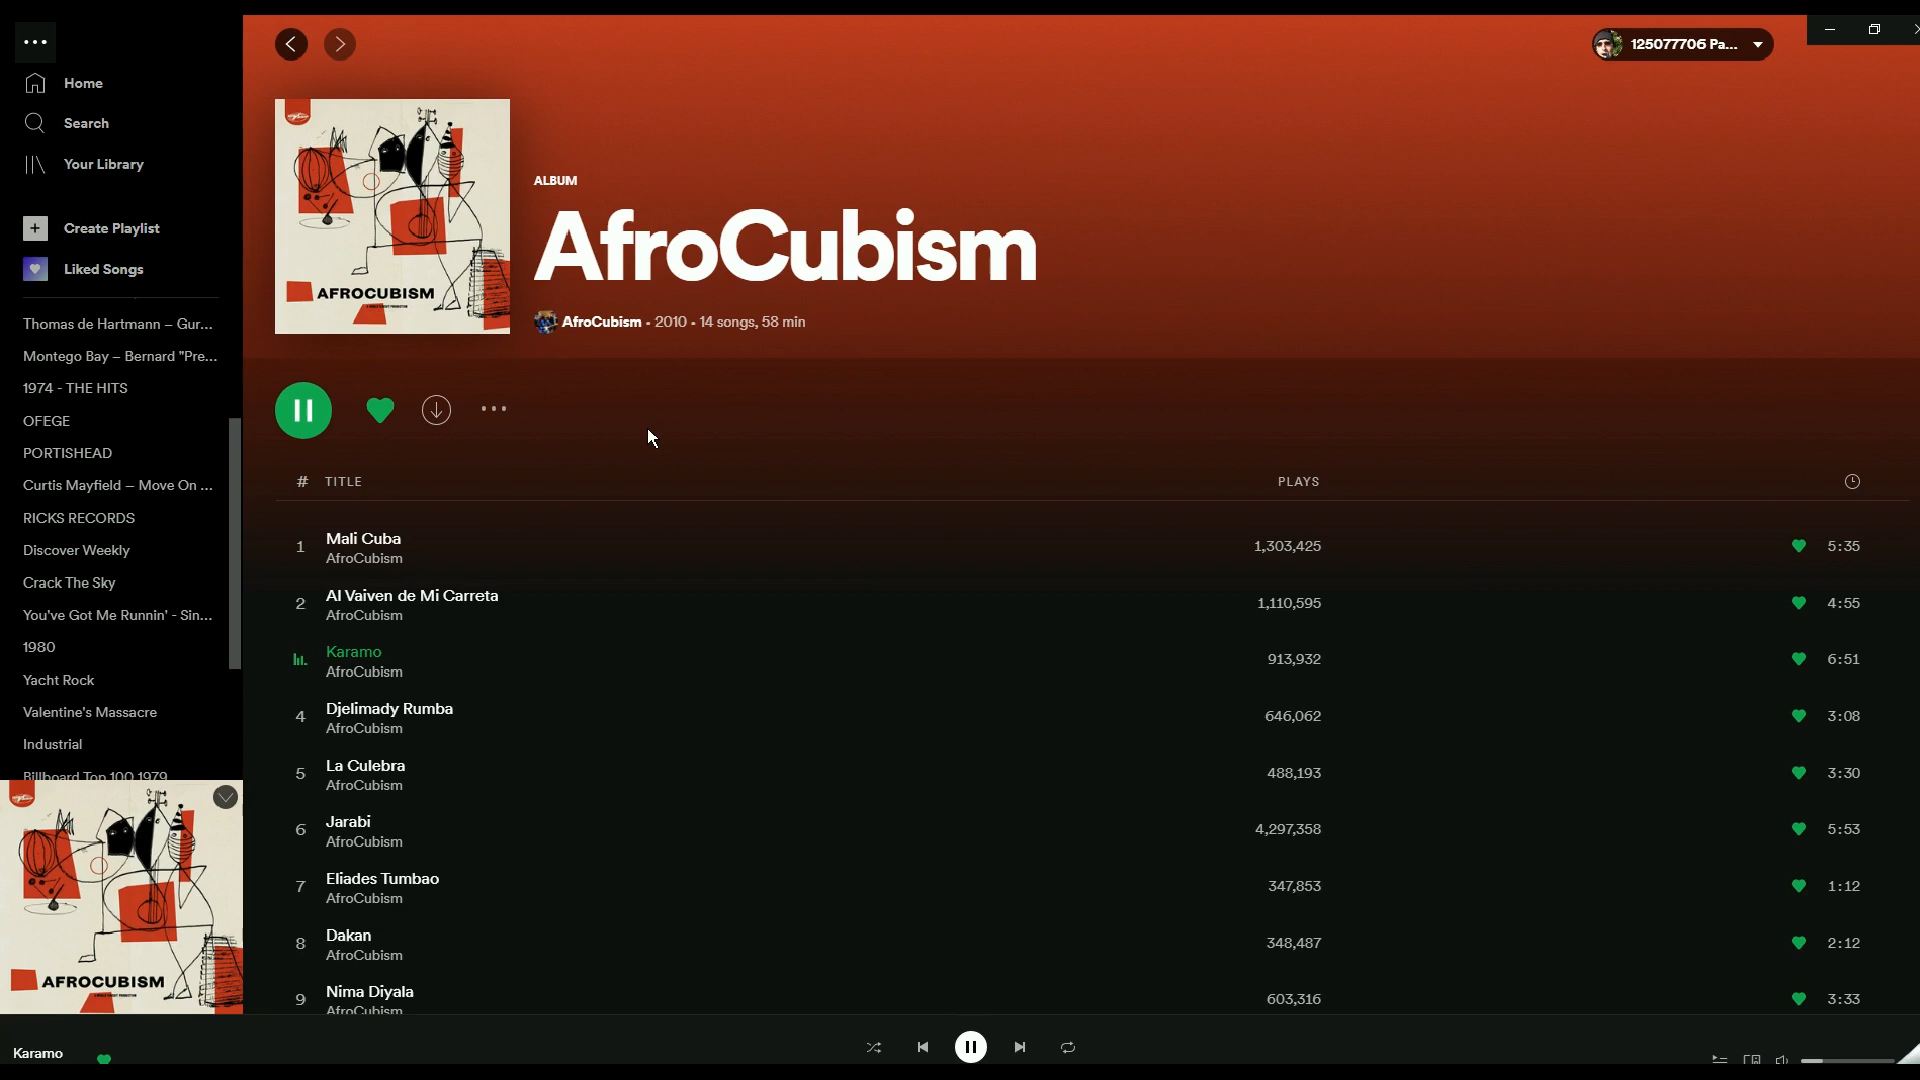 125077706 Pa...
Home
Search
Your Library
Create Playlist
Liked Songs
Thomas de Hartmann – Gur...
Montego Bay – Bernard "Pre...
1974 - THE HITS
OFEGE
PORTISHEAD
Curtis Mayfield – Move On ...
RICKS RECORDS
Discover Weekly
Crack The Sky
You've Got Me Runnin' - Sin...
1980
Yacht Rock
Valentine's Massacre
Industrial
Billboard Top 100 1979
AFROCUBISM
Karamo
AFROCUBISM
ALBUM
AfroCubism
AfroCubism • 2010 • 14 songs, 58 min
# TITLE PLAYS
1 Mali Cuba 1,303,425 5:35
AfroCubism
2 Al Vaiven de Mi Carreta 1,110,595 4:55
AfroCubism
Karamo 913,932 6:51
AfroCubism
4 Djelimady Rumba 646,062 3:08
AfroCubism
5 La Culebra 488,193 3:30
AfroCubism
6 Jarabi 4,297,358 5:53
AfroCubism
7 Eliades Tumbao 347,853 1:12
AfroCubism
8 Dakan 348,487 2:12
AfroCubism
9 Nima Diyala 603,316 3:33
AfroCubism